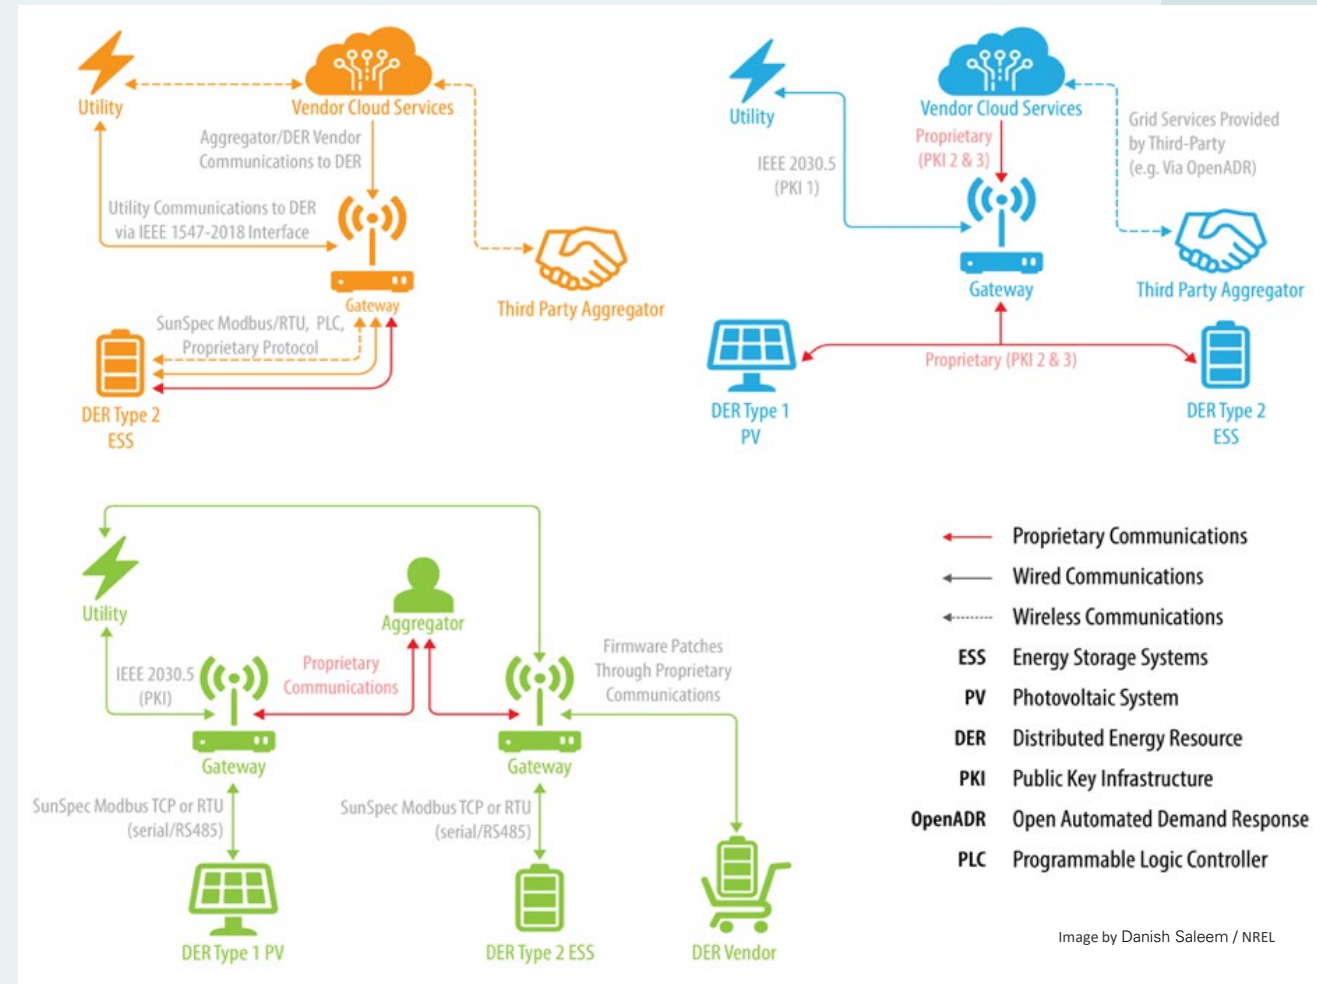 Utility
Vendor Cloud Services
Aggregator/DER Vendor
Communications to DER
Utility Communications to DER
via IEEE 1547-2018 Interface
Gateway
Third Party Aggregator
SunSpec Modbus/RTU, PLC,
Proprietary Protocol
DER Type 2
ESS
Utility
Vendor Cloud Services
Proprietary
(PKI 2 & 3)
Grid Services Provided
by Third-Party
(e.g. Via OpenADR)
IEEE 2030.5
(PKI 1)
Gateway
Third Party Aggregator
Proprietary (PKI 2 & 3)
DER Type 1
PV
DER Type 2
ESS
Utility
Aggregator
IEEE 2030.5
(PKI)
Proprietary
Communications
Firmware Patches
Through Proprietary
Communications
Gateway
Gateway
SunSpec Modbus TCP or RTU
(serial/RS485)
SunSpec Modbus TCP or RTU
(serial/RS485)
DER Type 1 PV
DER Type 2 ESS
DER Vendor
Proprietary Communications
Wired Communications
Wireless Communications
ESS Energy Storage Systems
PV Photovoltaic System
DER Distributed Energy Resource
PKI Public Key Infrastructure
OpenADR Open Automated Demand Response
PLC Programmable Logic Controller
Image by Danish Saleem / NREL